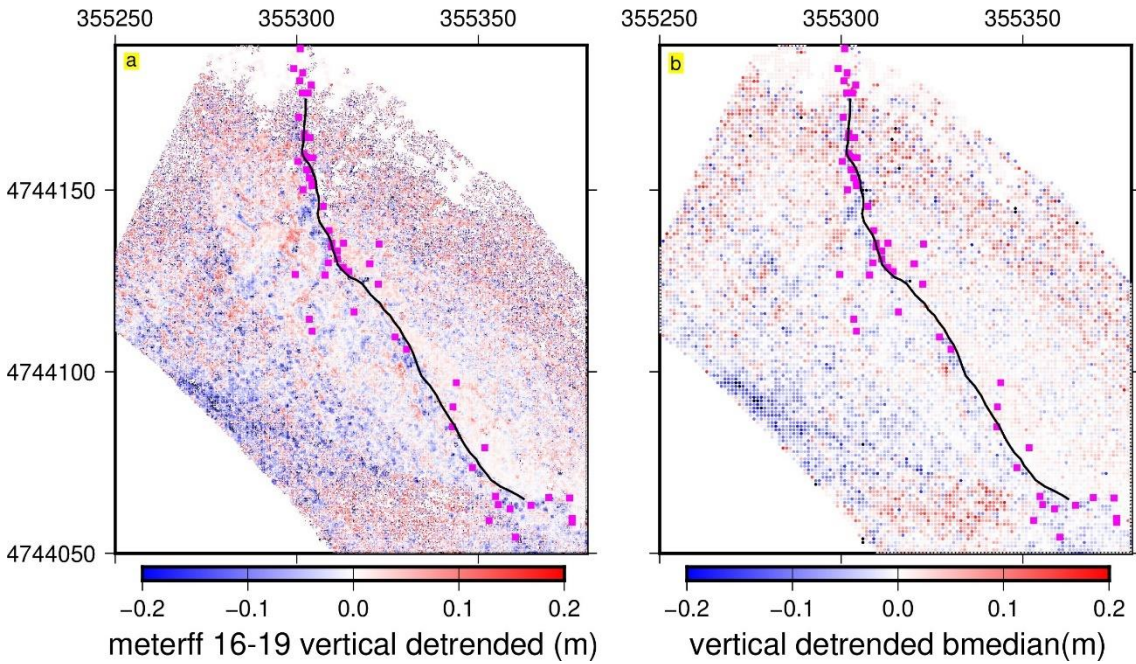 355250 355300 355350 355250 355300 355350
a b
4744150
4744100
4744050
−0.2 −0.1 0.0 0.1 0.2 −0.2 −0.1 0.0 0.1 0.2
meterff 16-19 vertical detrended (m) vertical detrended bmedian(m)